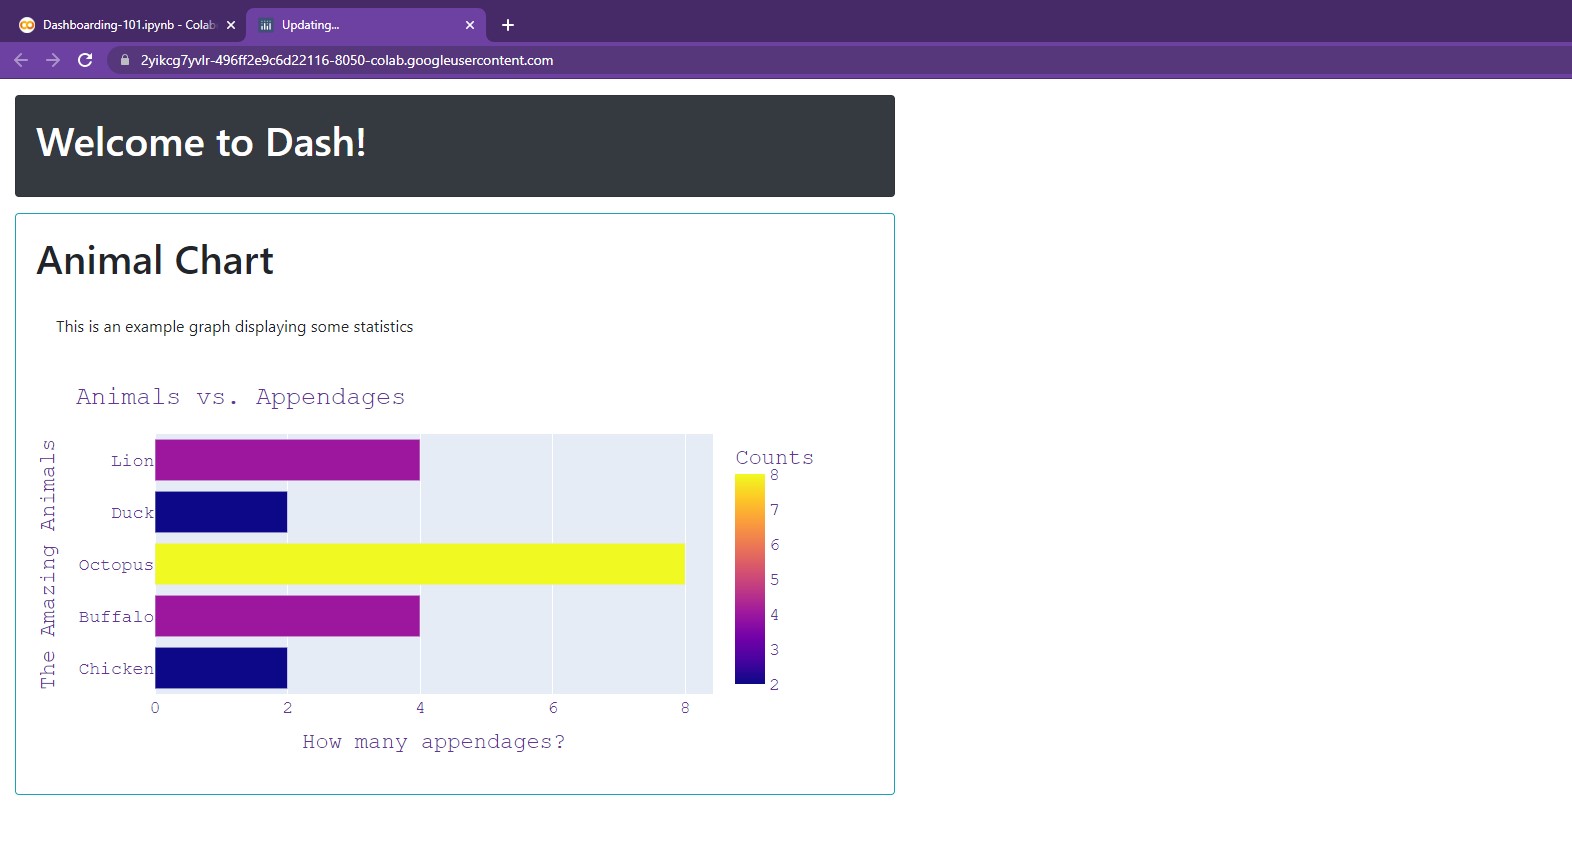 Dashboarding-101.ipynb - Colab
Updating...
2yikcg7yvlr-496ff2e9c6d22116-8050-colab.googleusercontent.com
Welcome to Dash!
Animal Chart
This is an example graph displaying some statistics
Animals vs. Appendages
The Amazing Animals
Lion
Duck
Octopus
Buffalo
Chicken
0 2 4 6 8
How many appendages?
Counts
8
7
6
5
4
3
2